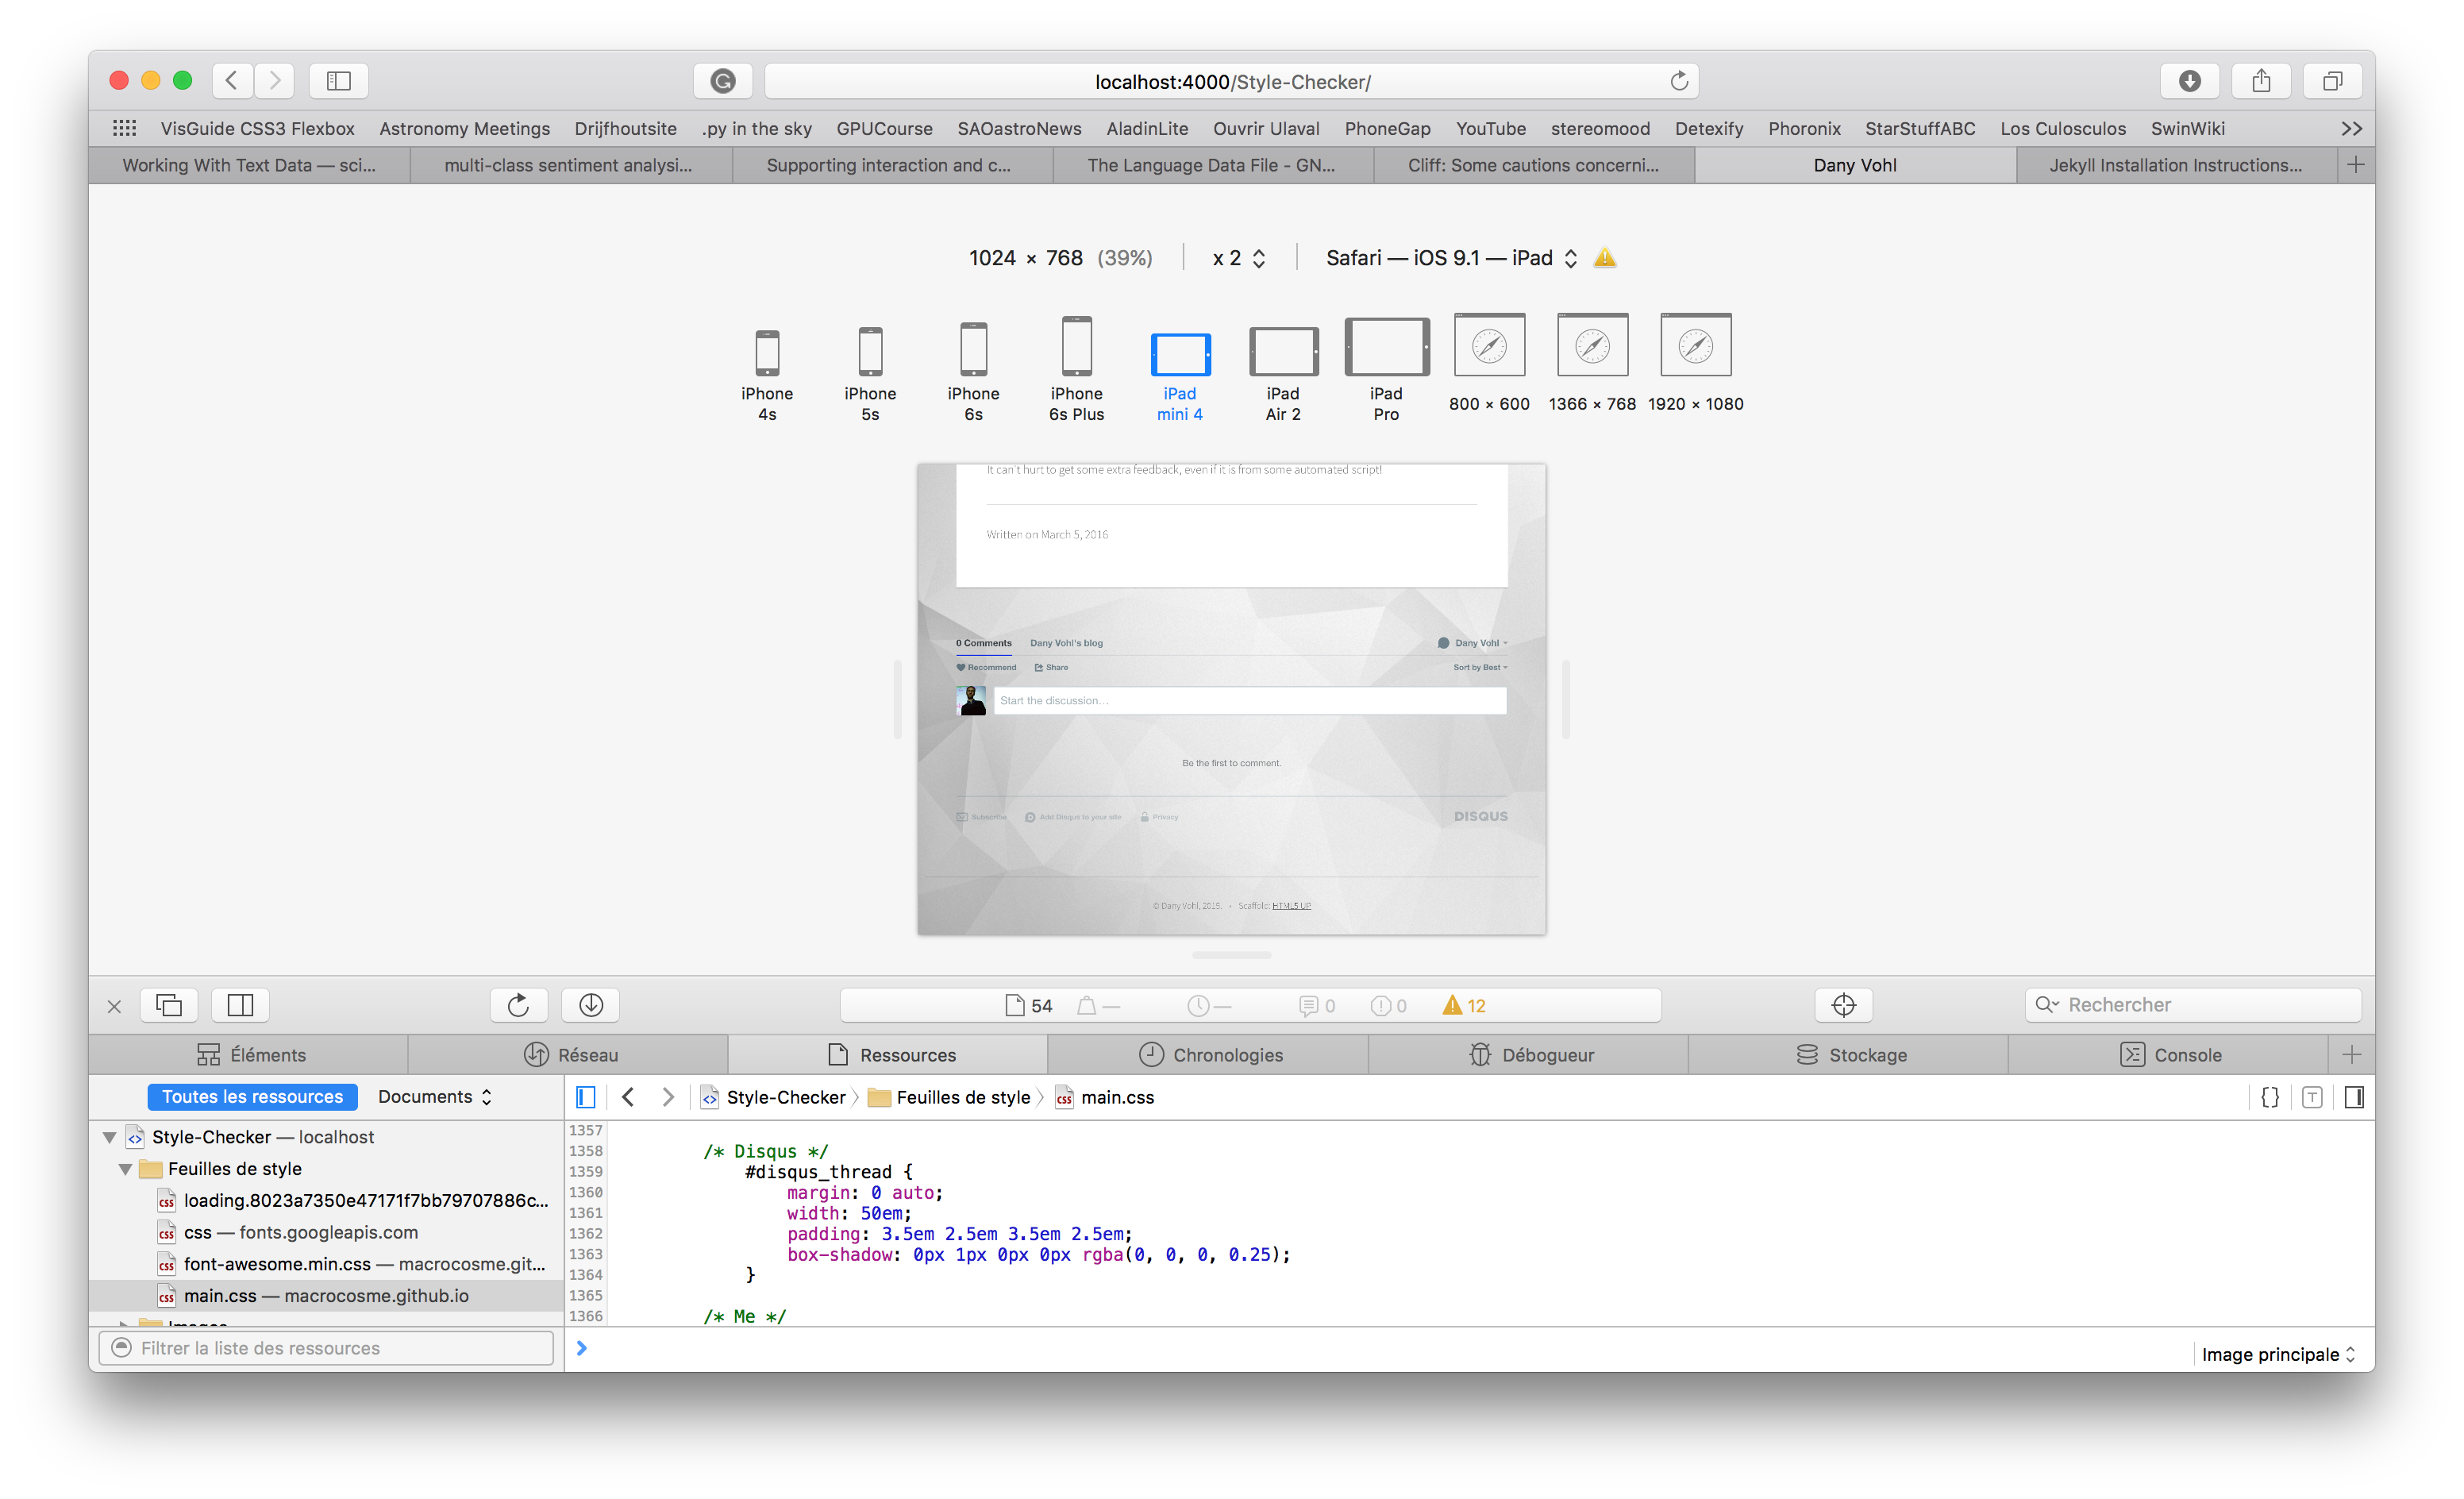 localhost:4000/Style-Checker/
VisGuide CSS3 Flexbox Astronomy Meetings Drijfhoutsite .py in the sky GPUCourse SAOastroNews AladinLite Ouvrir Ulaval PhoneGap YouTube stereomood Detexify Phoronix StarStuffABC Los Culosculos SwinWiki
Working With Text Data — sci... multi-class sentiment analysi... Supporting interaction and c... The Language Data File - GN... Cliff: Some cautions concerni... Dany Vohl Jekyll Installation Instructions...
1024 × 768 (39%) x 2 Safari — iOS 9.1 — iPad
iPhone 4s
iPhone 5s
iPhone 6s
iPhone 6s Plus
iPad mini 4
iPad Air 2
iPad Pro
800 × 600
1366 × 768
1920 × 1080
It can't hurt to get some extra feedback, even if it is from some automated script!
Written on March 5, 2016
0 Comments Dany Vohl's blog Dany Vohl
Recommend Share Sort by Best
Start the discussion...
Be the first to comment.
Subscribe Add Disqus to your site Privacy DISQUS
© Dany Vohl, 2015. • Scaffold: HTML5 UP
54 — — 0 0 12 Rechercher
Éléments Réseau Ressources Chronologies Débogueur Stockage Console
Toutes les ressources Documents
Style-Checker Feuilles de style main.css
Style-Checker — localhost
Feuilles de style
loading.8023a7350e47171f7bb79707886c...
css — fonts.googleapis.com
font-awesome.min.css — macrocosme.git...
main.css — macrocosme.github.io
Images
Filtrer la liste des ressources
1357
1358 /* Disqus */
1359 #disqus_thread {
1360 margin: 0 auto;
1361 width: 50em;
1362 padding: 3.5em 2.5em 3.5em 2.5em;
1363 box-shadow: 0px 1px 0px 0px rgba(0, 0, 0, 0.25);
1364 }
1365
1366 /* Me */
Image principale